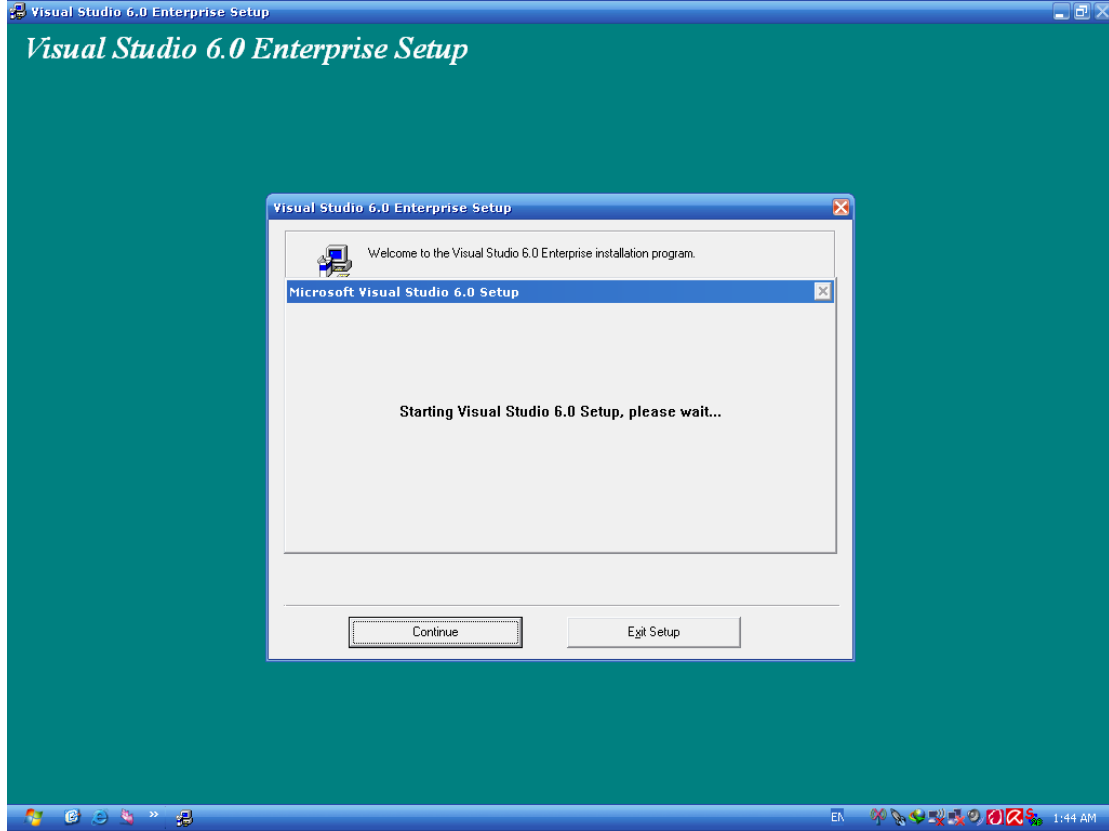 Visual Studio 6.0 Enterprise Setup
Visual Studio 6.0 Enterprise Setup
Visual Studio 6.0 Enterprise Setup
Welcome to the Visual Studio 6.0 Enterprise installation program.
Microsoft Visual Studio 6.0 Setup
Starting Visual Studio 6.0 Setup, please wait...
Continue
Exit Setup
EN
1:44 AM